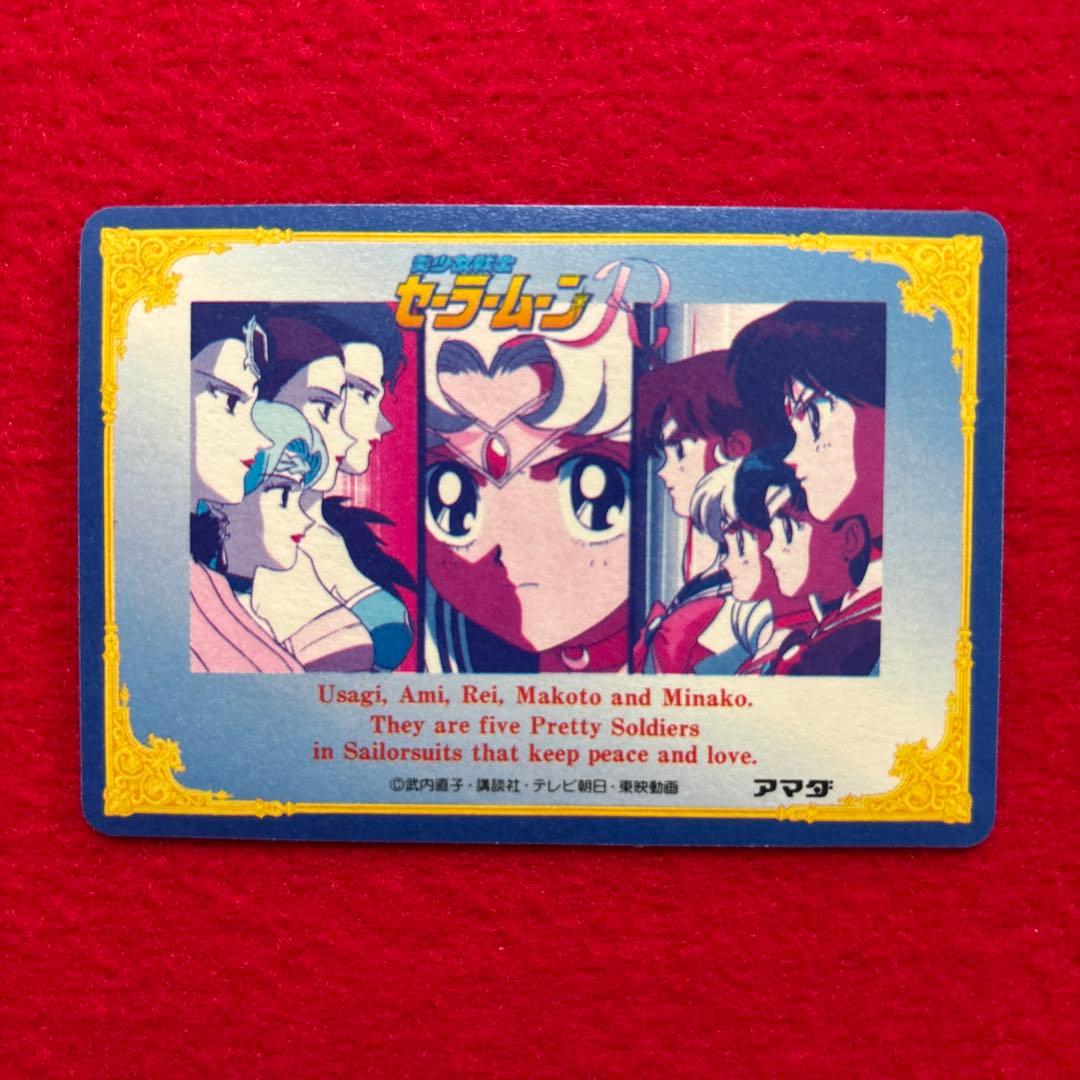 美少女戦士
セーラームーンR
Usagi, Ami, Rei, Makoto and Minako.
They are five Pretty Soldiers
in Sailorsuits that keep peace and love.
©武内直子・講談社・テレビ朝日・東映動画
アマダ